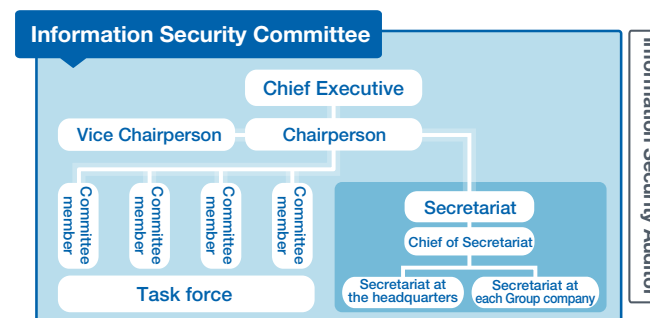 Information Security Committee
Chief Executive
Vice Chairperson
Chairperson
Committee
member
Committee
member
Committee
member
Committee
member
Task force
Secretariat
Chief of Secretariat
Secretariat at
the headquarters
Secretariat at
each Group company
Information Security Auditor